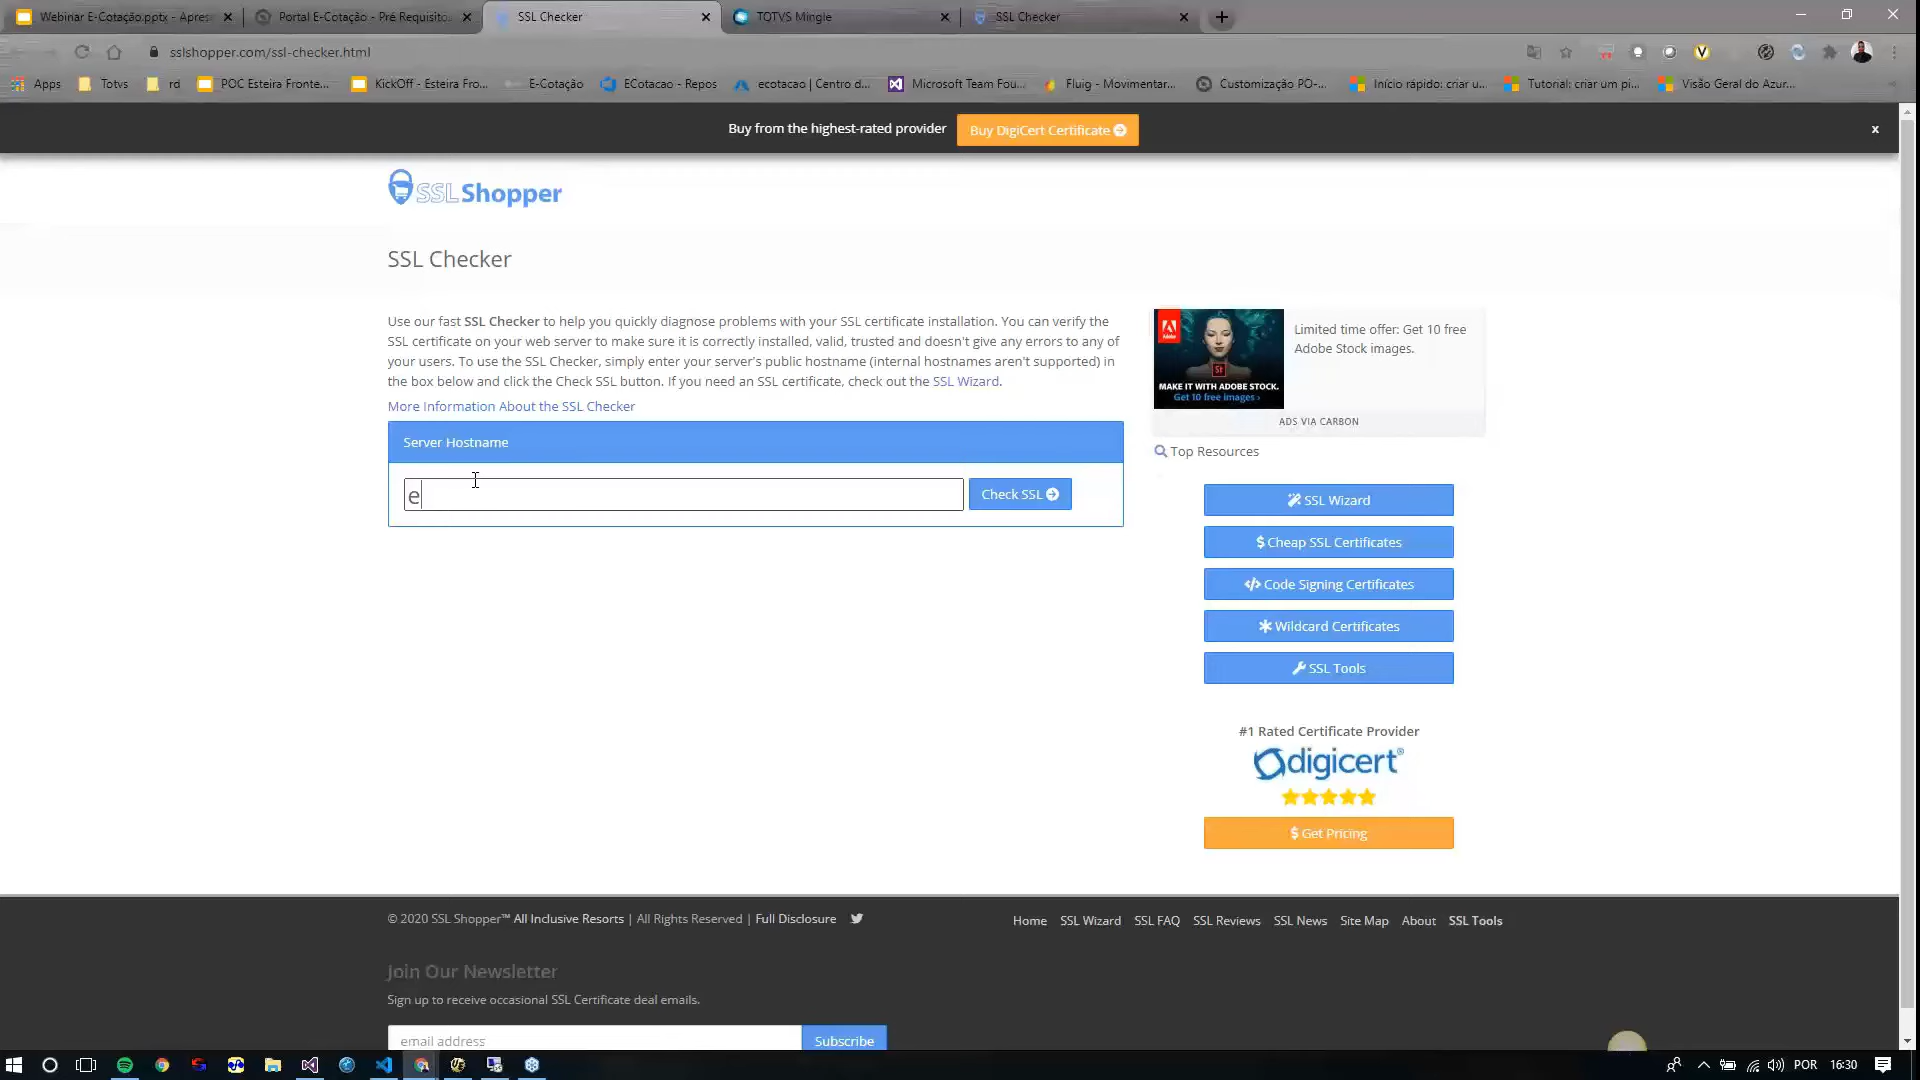 Webinar E-Cotação.pptx - Apres
Portal E-Cotação - Pré Requisito
SSL Checker
TOTVS Mingle
SSL Checker
sslshopper.com/ssl-checker.html
Apps
Totvs
rd
POC Esteira Fronte...
KickOff - Esteira Fro...
E-Cotação
ECotacao - Repos
ecotacao | Centro d...
Microsoft Team Fou...
Fluig - Movimentar...
Customização PO-...
Início rápido: criar u...
Tutorial: criar um pi...
Visão Geral do Azur...
Buy from the highest-rated provider
Buy DigiCert Certificate
x
SSLShopper
SSL Checker
Use our fast SSL Checker to help you quickly diagnose problems with your SSL certificate installation. You can verify the
SSL certificate on your web server to make sure it is correctly installed, valid, trusted and doesn't give any errors to any of
your users. To use the SSL Checker, simply enter your server's public hostname (internal hostnames aren't supported) in
the box below and click the Check SSL button. If you need an SSL certificate, check out the SSL Wizard.
More Information About the SSL Checker
Server Hostname
e
Check SSL
St
MAKE IT WITH ADOBE STOCK.
Get 10 free images ›
Limited time offer: Get 10 free
Adobe Stock images.
ADS VIA CARBON
Top Resources
SSL Wizard
$ Cheap SSL Certificates
</> Code Signing Certificates
Wildcard Certificates
SSL Tools
#1 Rated Certificate Provider
digicert®
$ Get Pricing
© 2020 SSL Shopper™ All Inclusive Resorts | All Rights Reserved | Full Disclosure
Home SSL Wizard SSL FAQ SSL Reviews SSL News Site Map About SSL Tools
Join Our Newsletter
Sign up to receive occasional SSL Certificate deal emails.
email address
Subscribe
POR
16:30